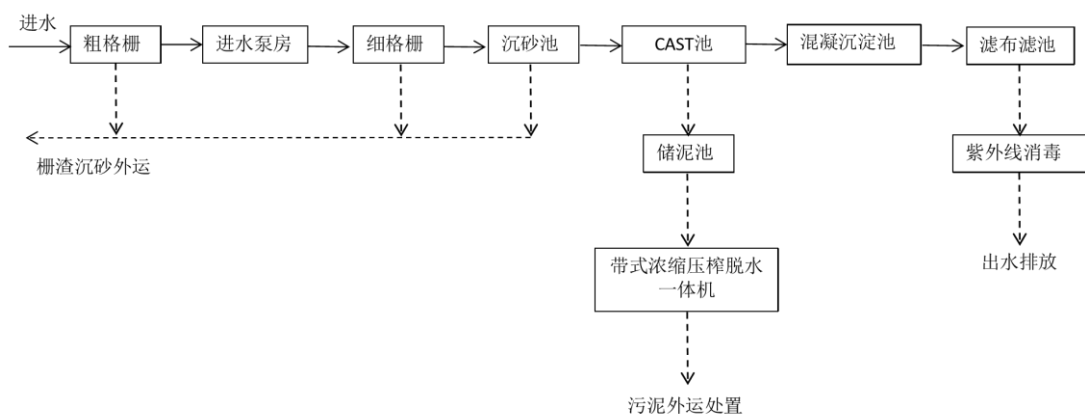 进水
粗格栅
进水泵房
细格栅
沉砂池
CAST池
混凝沉淀池
滤布滤池
栅渣沉砂外运
储泥池
紫外线消毒
带式浓缩压榨脱水
一体机
出水排放
污泥外运处置